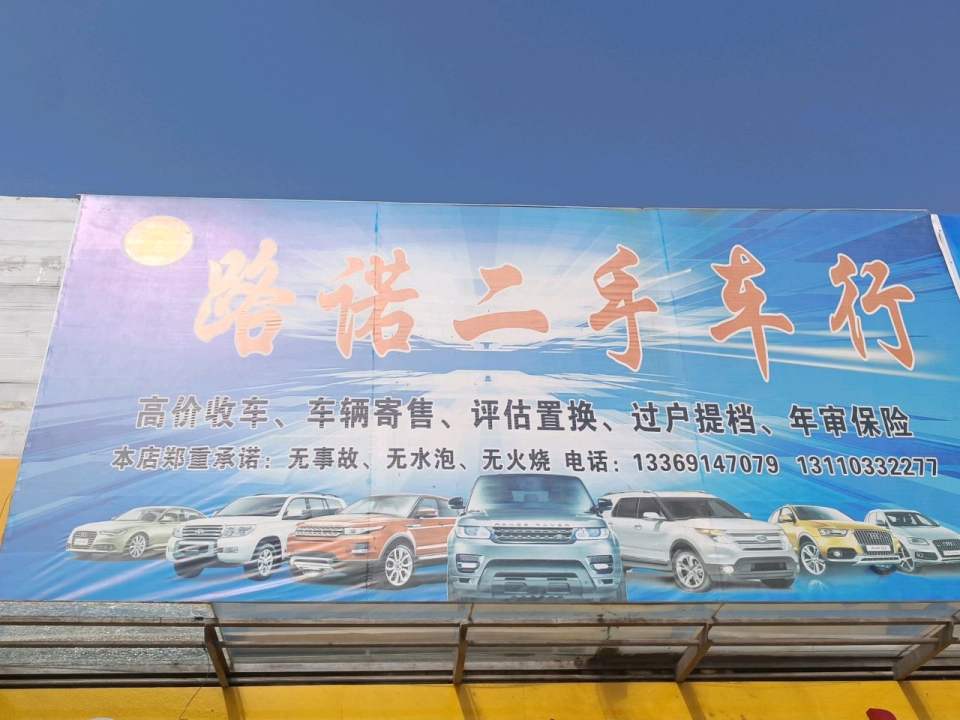 路诺二手车行
高价收车、车辆寄售、评估置换、过户提档、年审保险
本店郑重承诺：无事故、无水泡、无火烧 电话：13369147079 13110332277